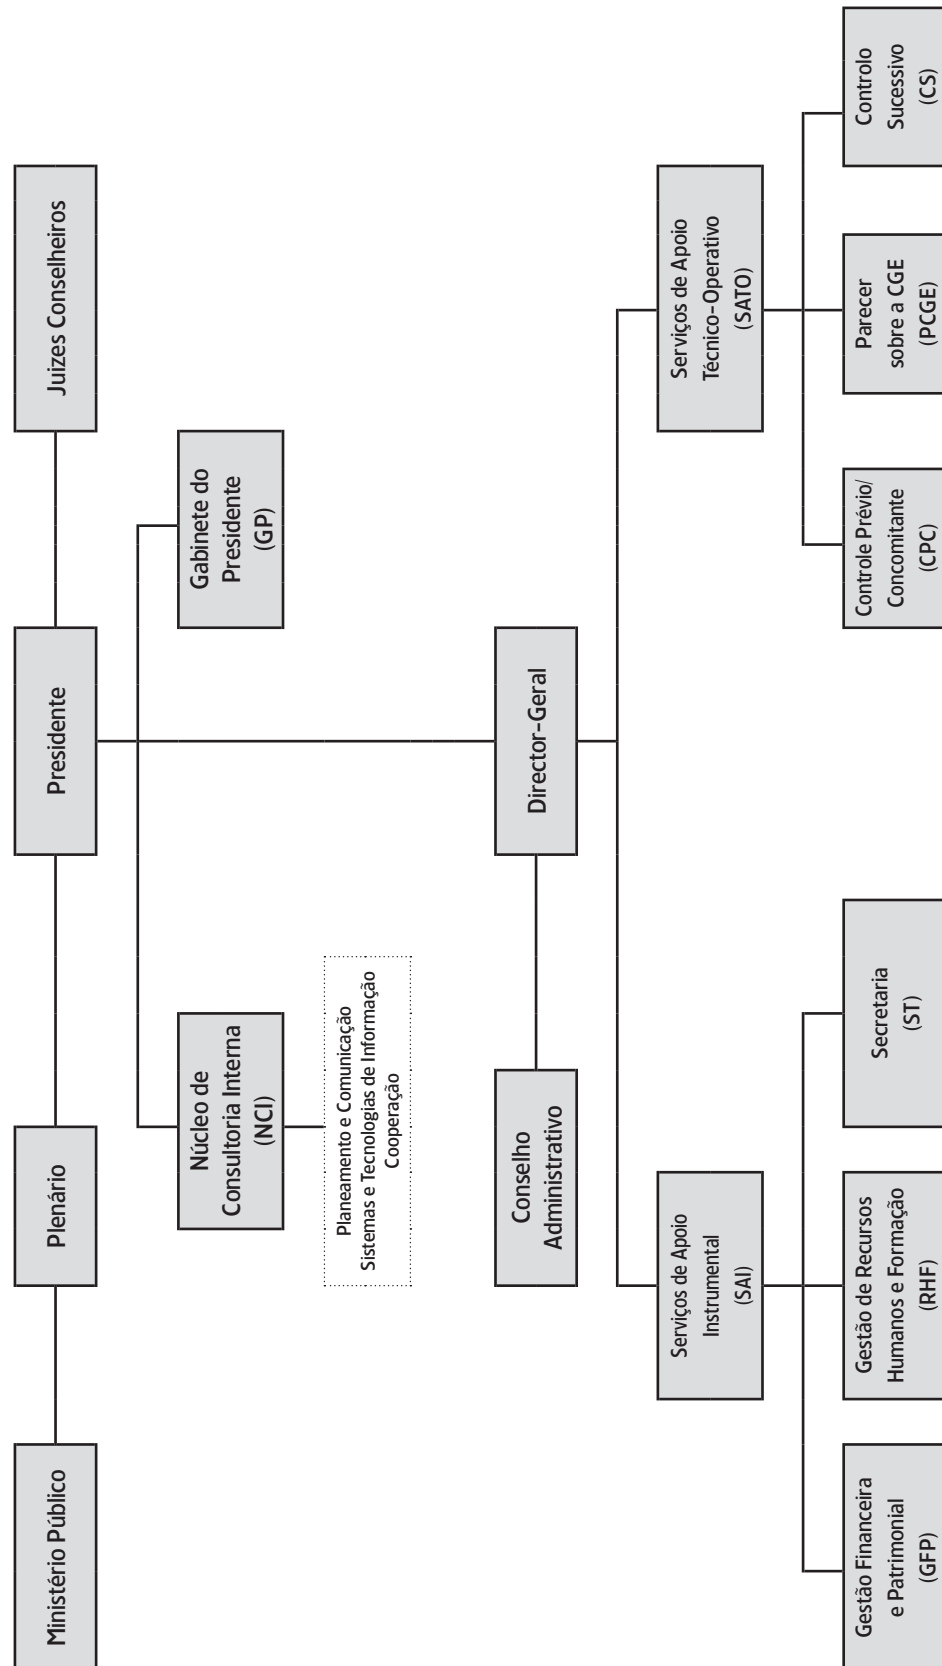 Ministério Público
Plenário
Presidente
Juizes Conselheiros
Núcleo de
Consultoria Interna
(NCI)
Gabinete do
Presidente
(GP)
Planeamento e Comunicação
Sistemas e Tecnologias de Informação
Cooperação
Conselho
Administrativo
Director-Geral
Serviços de Apoio
Instrumental
(SAI)
Serviços de Apoio
Técnico-Operativo
(SATO)
Gestão Financeira
e Patrimonial
(GFP)
Gestão de Recursos
Humanos e Formação
(RHF)
Secretaria
(ST)
Controle Prévio/
Concomitante
(CPC)
Parecer
sobre a CGE
(PCGE)
Controlo
Sucessivo
(CS)